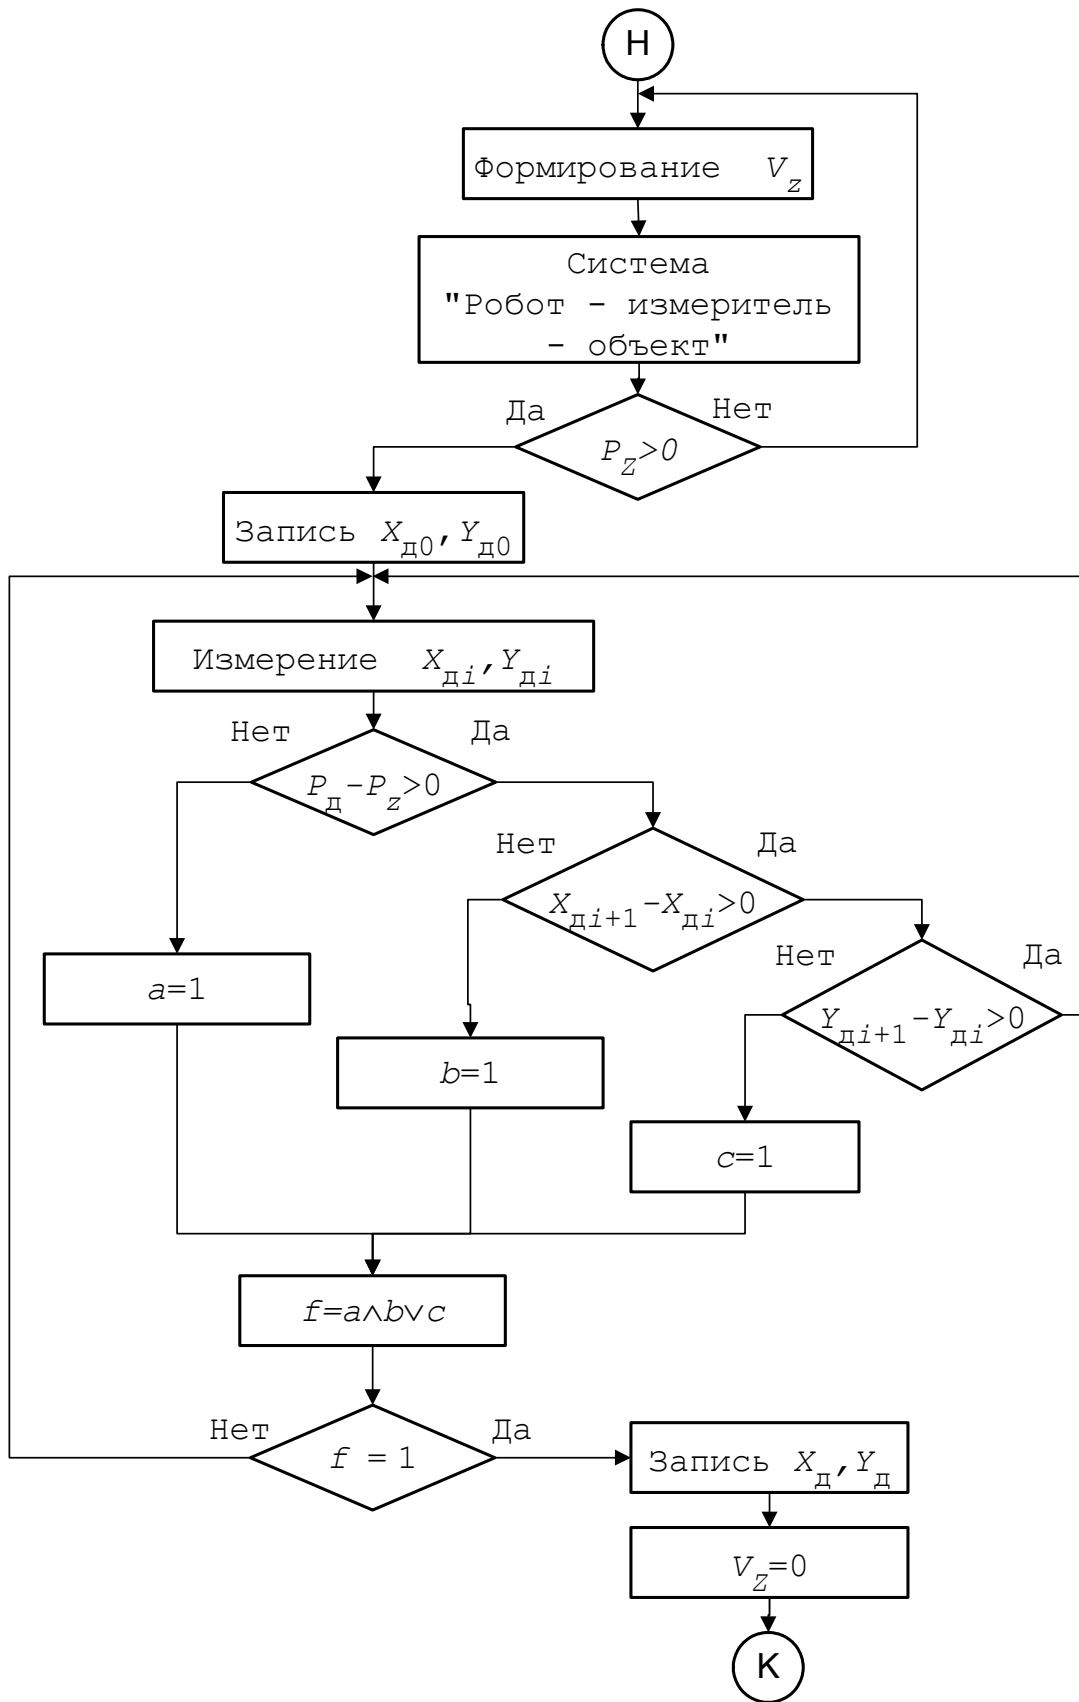 Н
Формирование V_z
Система
"Робот - измеритель
- объект"
Да
Нет
P_Z>0
Запись X_д0,Y_д0
Измерение X_дi,Y_дi
Нет
Да
P_д-P_z>0
Нет
Да
X_дi+1-X_дi>0
Нет
Да
a=1
Y_дi+1-Y_дi>0
b=1
c=1
f=a∧b∨c
Нет
Да
f = 1
Запись X_д,Y_д
V_Z=0
К